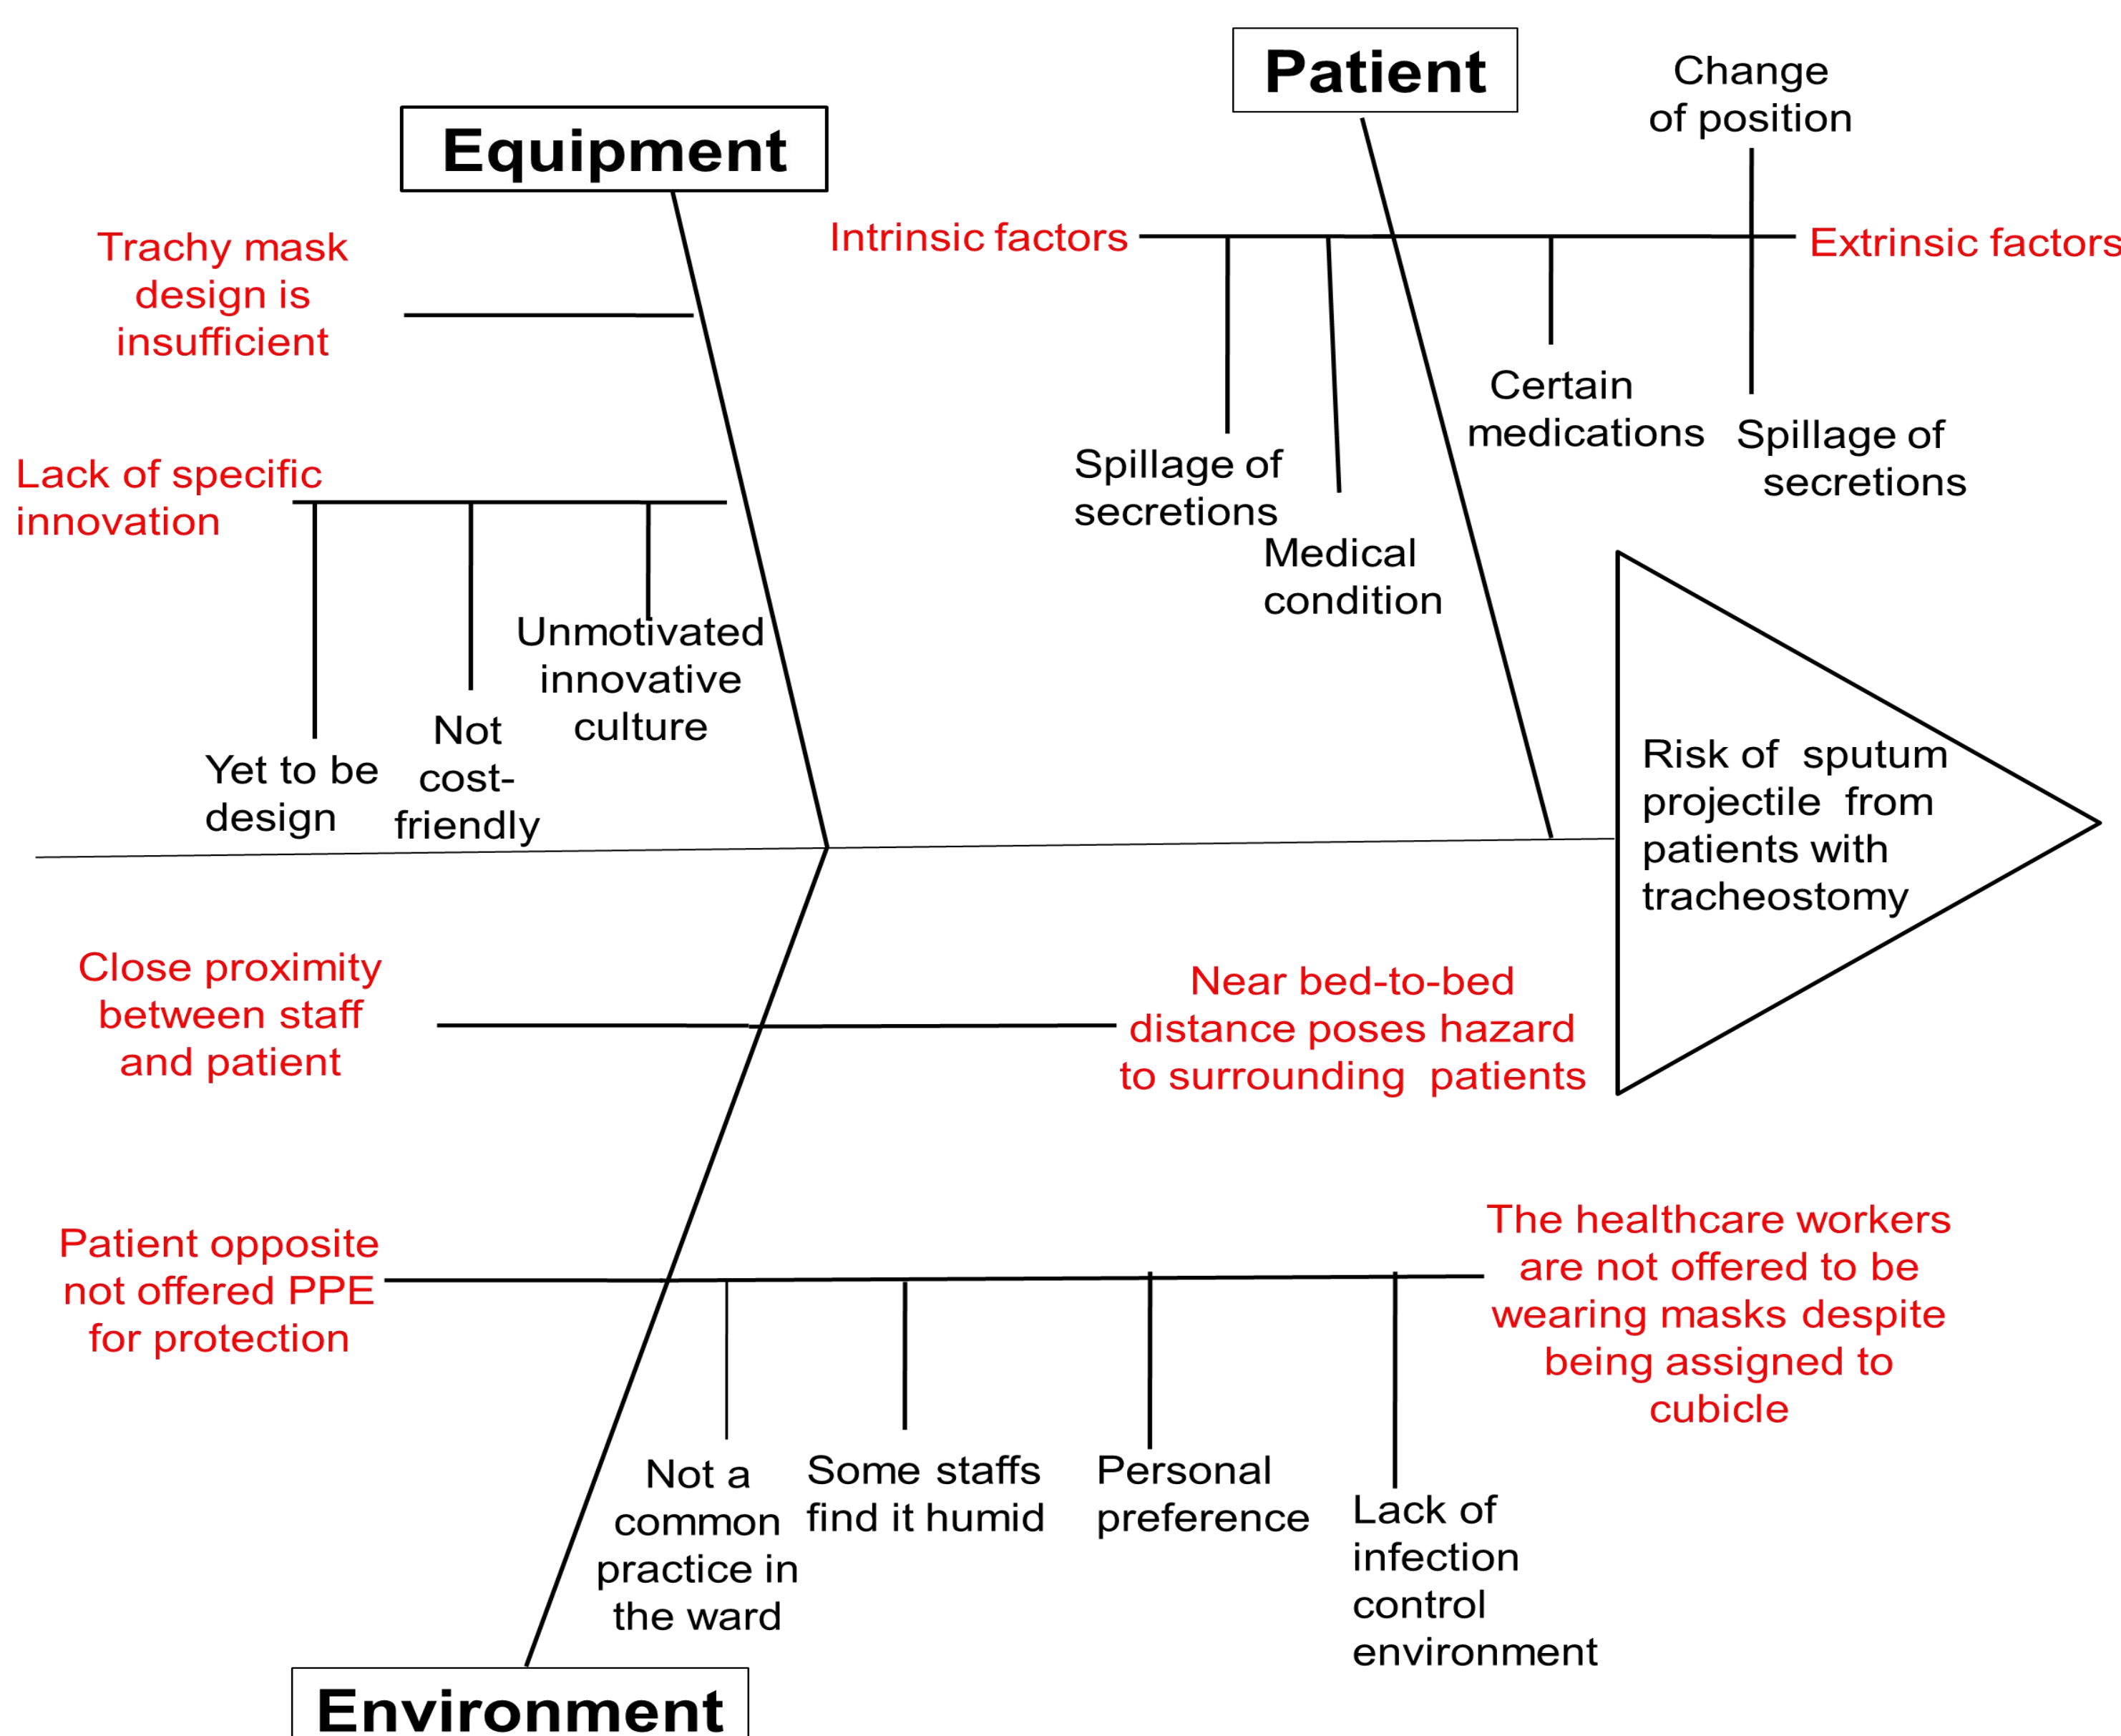 Patient
Change
of position
Equipment
Intrinsic factors
Extrinsic factors
Trachy mask
design is
insufficient
Certain
medications
Spillage of
secretions
Spillage of
secretions
Medical
condition
Lack of specific
innovation
Unmotivated
innovative
culture
Not
cost-
friendly
Yet to be
design
Risk of sputum
projectile from
patients with
tracheostomy
Close proximity
between staff
and patient
Near bed-to-bed
distance poses hazard
to surrounding patients
Patient opposite
not offered PPE
for protection
The healthcare workers
are not offered to be
wearing masks despite
being assigned to
cubicle
Not a
common
practice in
the ward
Some staffs
find it humid
Personal
preference
Lack of
infection
control
environment
Environment